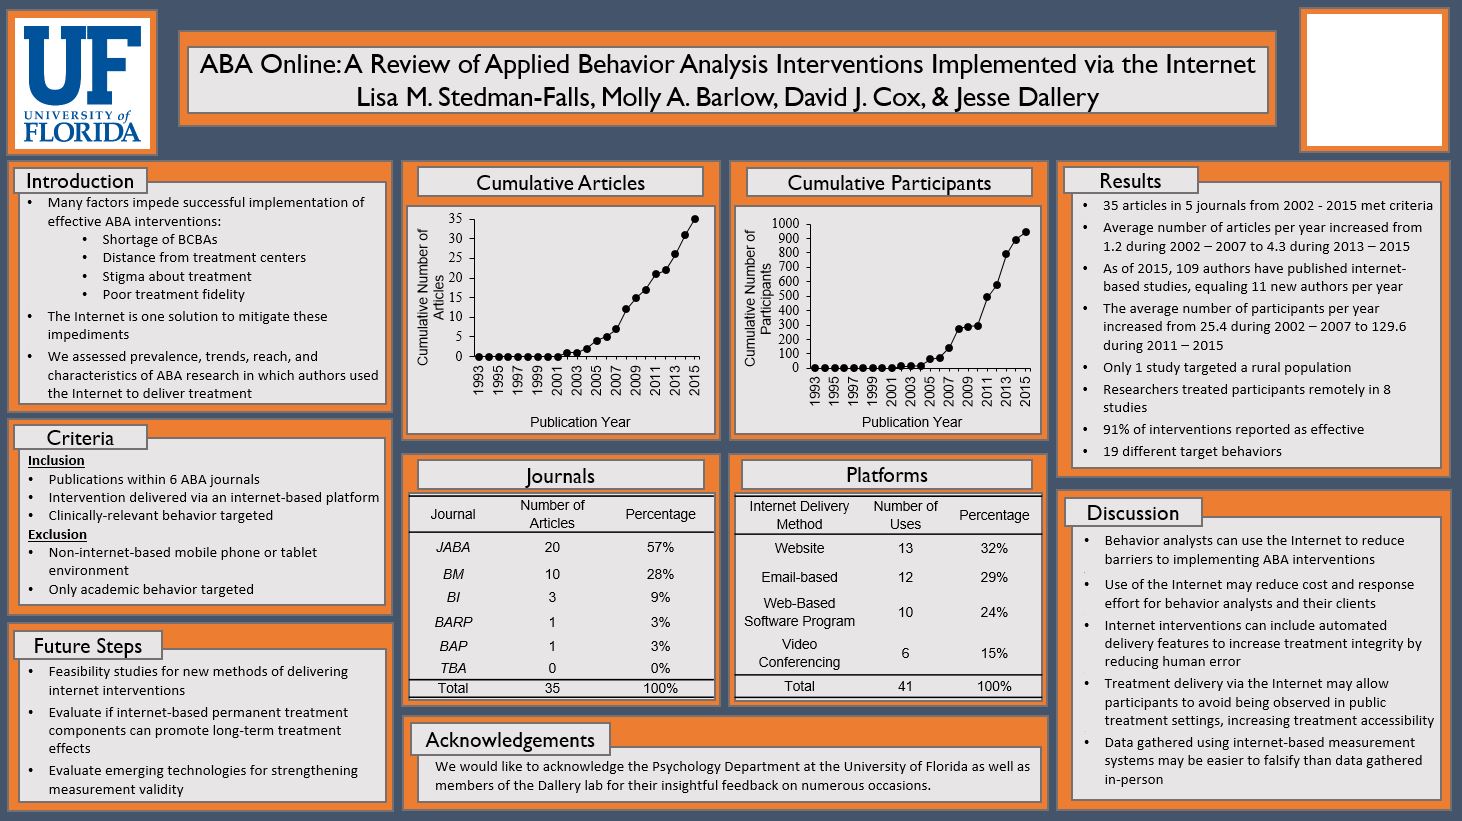 UF
UNIVERSITY of
FLORIDA
ABA Online: A Review of Applied Behavior Analysis Interventions Implemented via the Internet
Lisa M. Stedman-Falls, Molly A. Barlow, David J. Cox, & Jesse Dallery
Introduction
• Many factors impede successful implementation of
effective ABA interventions:
• Shortage of BCBAs
• Distance from treatment centers
• Stigma about treatment
• Poor treatment fidelity
• The Internet is one solution to mitigate these
impediments
• We assessed prevalence, trends, reach, and
characteristics of ABA research in which authors used
the Internet to deliver treatment
Criteria
Inclusion
• Publications within 6 ABA journals
• Intervention delivered via an internet-based platform
• Clinically-relevant behavior targeted
Exclusion
• Non-internet-based mobile phone or tablet
environment
• Only academic behavior targeted
Future Steps
• Feasibility studies for new methods of delivering
internet interventions
• Evaluate if internet-based permanent treatment
components can promote long-term treatment
effects
• Evaluate emerging technologies for strengthening
measurement validity
Cumulative Articles
Cumulative Number of
Articles
35
30
25
20
15
10
5
0
1993 1995 1997 1999 2001 2003 2005 2007 2009 2011 2013 2015
Publication Year
Cumulative Participants
Cumulative Number of
Participants
1000
900
800
700
600
500
400
300
200
100
0
1993 1995 1997 1999 2001 2003 2005 2007 2009 2011 2013 2015
Publication Year
Journals
Journal Number of Articles Percentage
JABA 20 57%
BM 10 28%
BI 3 9%
BARP 1 3%
BAP 1 3%
TBA 0 0%
Total 35 100%
Platforms
Internet Delivery Method Number of Uses Percentage
Website 13 32%
Email-based 12 29%
Web-Based Software Program 10 24%
Video Conferencing 6 15%
Total 41 100%
Acknowledgements
We would like to acknowledge the Psychology Department at the University of Florida as well as
members of the Dallery lab for their insightful feedback on numerous occasions.
Results
• 35 articles in 5 journals from 2002 - 2015 met criteria
• Average number of articles per year increased from
1.2 during 2002 – 2007 to 4.3 during 2013 – 2015
• As of 2015, 109 authors have published internet-
based studies, equaling 11 new authors per year
• The average number of participants per year
increased from 25.4 during 2002 – 2007 to 129.6
during 2011 – 2015
• Only 1 study targeted a rural population
• Researchers treated participants remotely in 8
studies
• 91% of interventions reported as effective
• 19 different target behaviors
Discussion
• Behavior analysts can use the Internet to reduce
barriers to implementing ABA interventions
• Use of the Internet may reduce cost and response
effort for behavior analysts and their clients
• Internet interventions can include automated
delivery features to increase treatment integrity by
reducing human error
• Treatment delivery via the Internet may allow
participants to avoid being observed in public
treatment settings, increasing treatment accessibility
• Data gathered using internet-based measurement
systems may be easier to falsify than data gathered
in-person